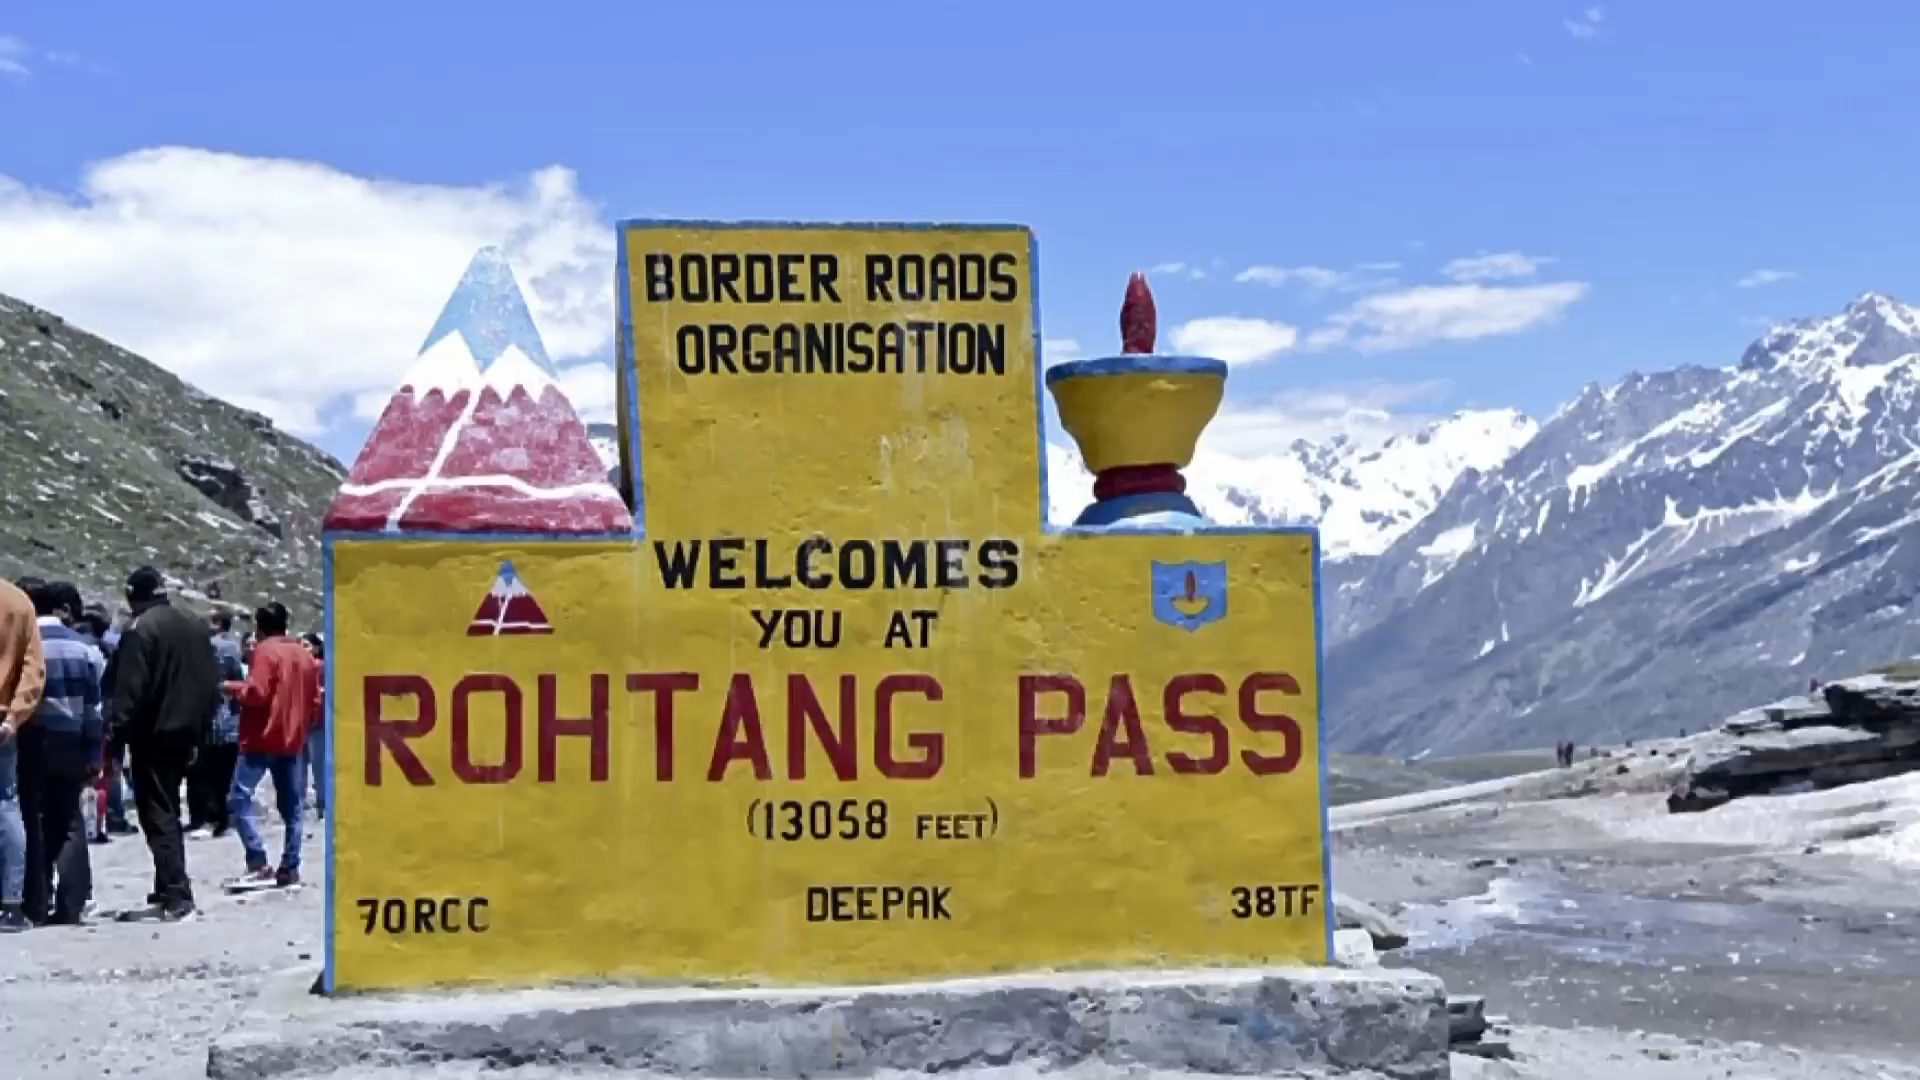 BORDER ROADS
ORGANISATION
WELCOMES
YOU AT
ROHTANG PASS
(13058 FEET)
70RCC DEEPAK 38TF